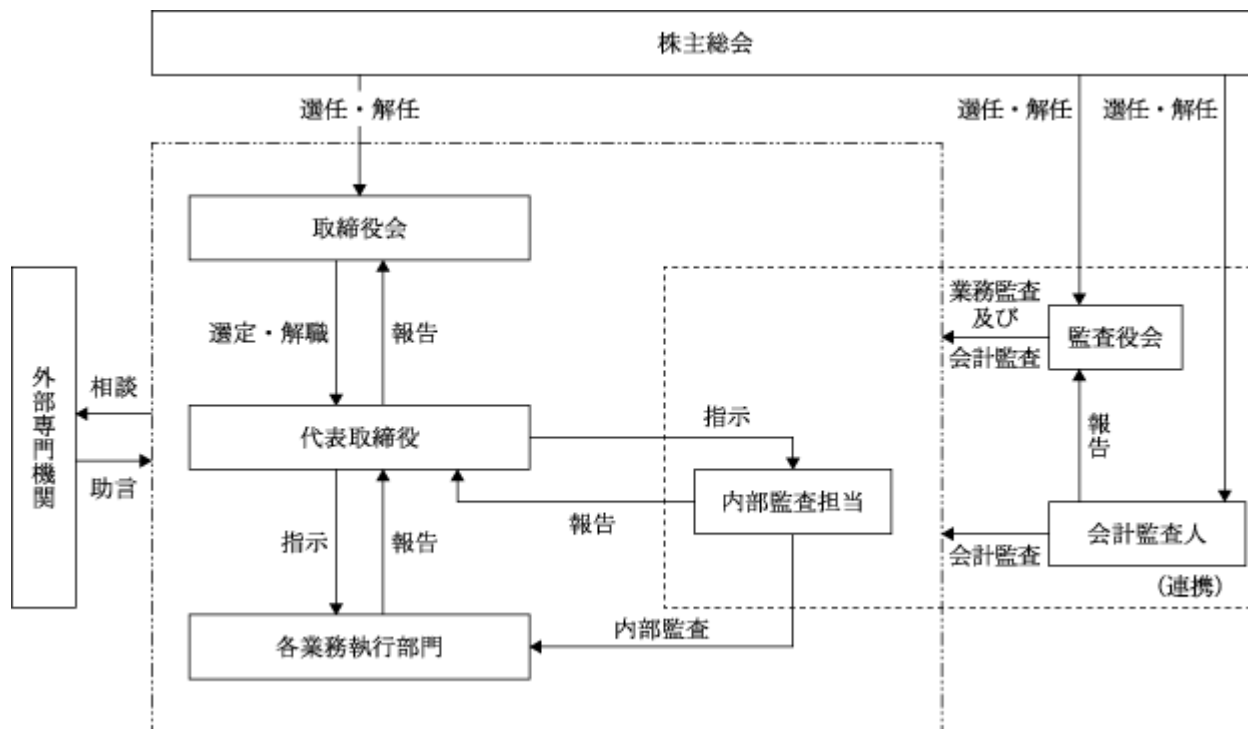 株主総会
選任・解任
選任・解任
選任・解任
取締役会
業務監査
及び
会計監査
監査役会
選定・解職
報告
外部専門機関
相談
助言
代表取締役
指示
報告
内部監査担当
報告
会計監査人
会計監査
(連携)
指示
報告
内部監査
各業務執行部門